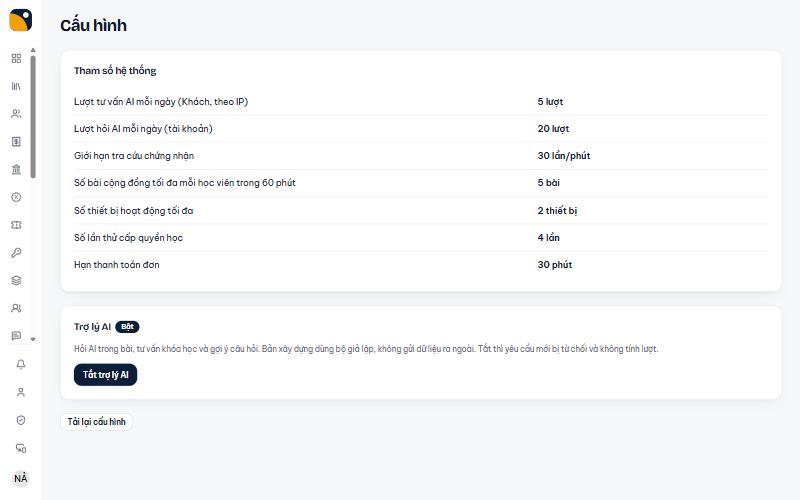 Cấu hình
Tham số hệ thống
Lượt tư vấn AI mỗi ngày (Khách, theo IP) 5 lượt
Lượt hỏi AI mỗi ngày (tài khoản) 20 lượt
Giới hạn tra cứu chứng nhận 30 lần/phút
Số bài cộng đồng tối đa mỗi học viên trong 60 phút 5 bài
Số thiết bị hoạt động tối đa 2 thiết bị
Số lần thử cấp quyền học 4 lần
Hạn thanh toán đơn 30 phút
Trợ lý AI Bật
Hỏi AI trong bài, tư vấn khóa học và gợi ý câu hỏi. Bản xây dựng dùng bộ giả lập, không gửi dữ liệu ra ngoài. Tắt thì yêu cầu mới bị từ chối và không tính lượt.
Tắt trợ lý AI
Tải lại cấu hình
NÀ